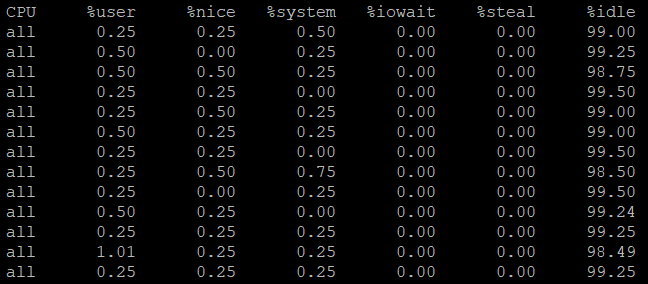 CPU %user %nice %system %iowait %steal %idle
all 0.25 0.25 0.50 0.00 0.00 99.00
all 0.50 0.00 0.25 0.00 0.00 99.25
all 0.50 0.50 0.25 0.00 0.00 98.75
all 0.25 0.25 0.00 0.00 0.00 99.50
all 0.25 0.50 0.25 0.00 0.00 99.00
all 0.50 0.25 0.25 0.00 0.00 99.00
all 0.25 0.25 0.00 0.00 0.00 99.50
all 0.25 0.50 0.75 0.00 0.00 98.50
all 0.25 0.00 0.25 0.00 0.00 99.50
all 0.50 0.25 0.00 0.00 0.00 99.24
all 0.25 0.25 0.25 0.00 0.00 99.25
all 1.01 0.25 0.25 0.00 0.00 98.49
all 0.25 0.25 0.25 0.00 0.00 99.25